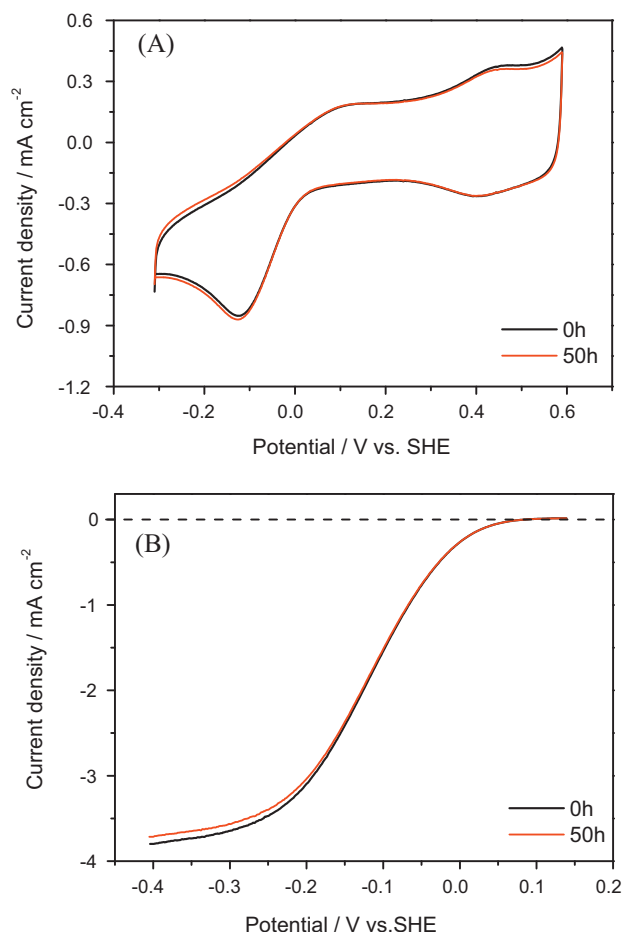 (A)
0.6
0.3
0.0
-0.3
-0.6
-0.9
-1.2
Current density / mA cm-2
0h
50h
-0.4 -0.2 0.0 0.2 0.4 0.6
Potential / V vs. SHE
(B)
0
-1
-2
-3
-4
Current density / mA cm-2
0h
50h
-0.4 -0.3 -0.2 -0.1 0.0 0.1 0.2
Potential / V vs.SHE